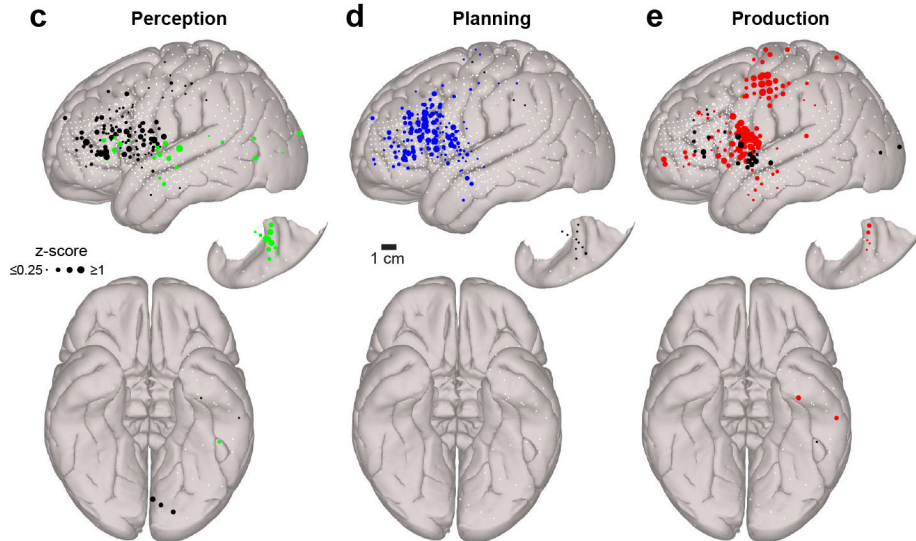 c Perception
d Planning
e Production
z-score
≤0.25 ≥1
1 cm